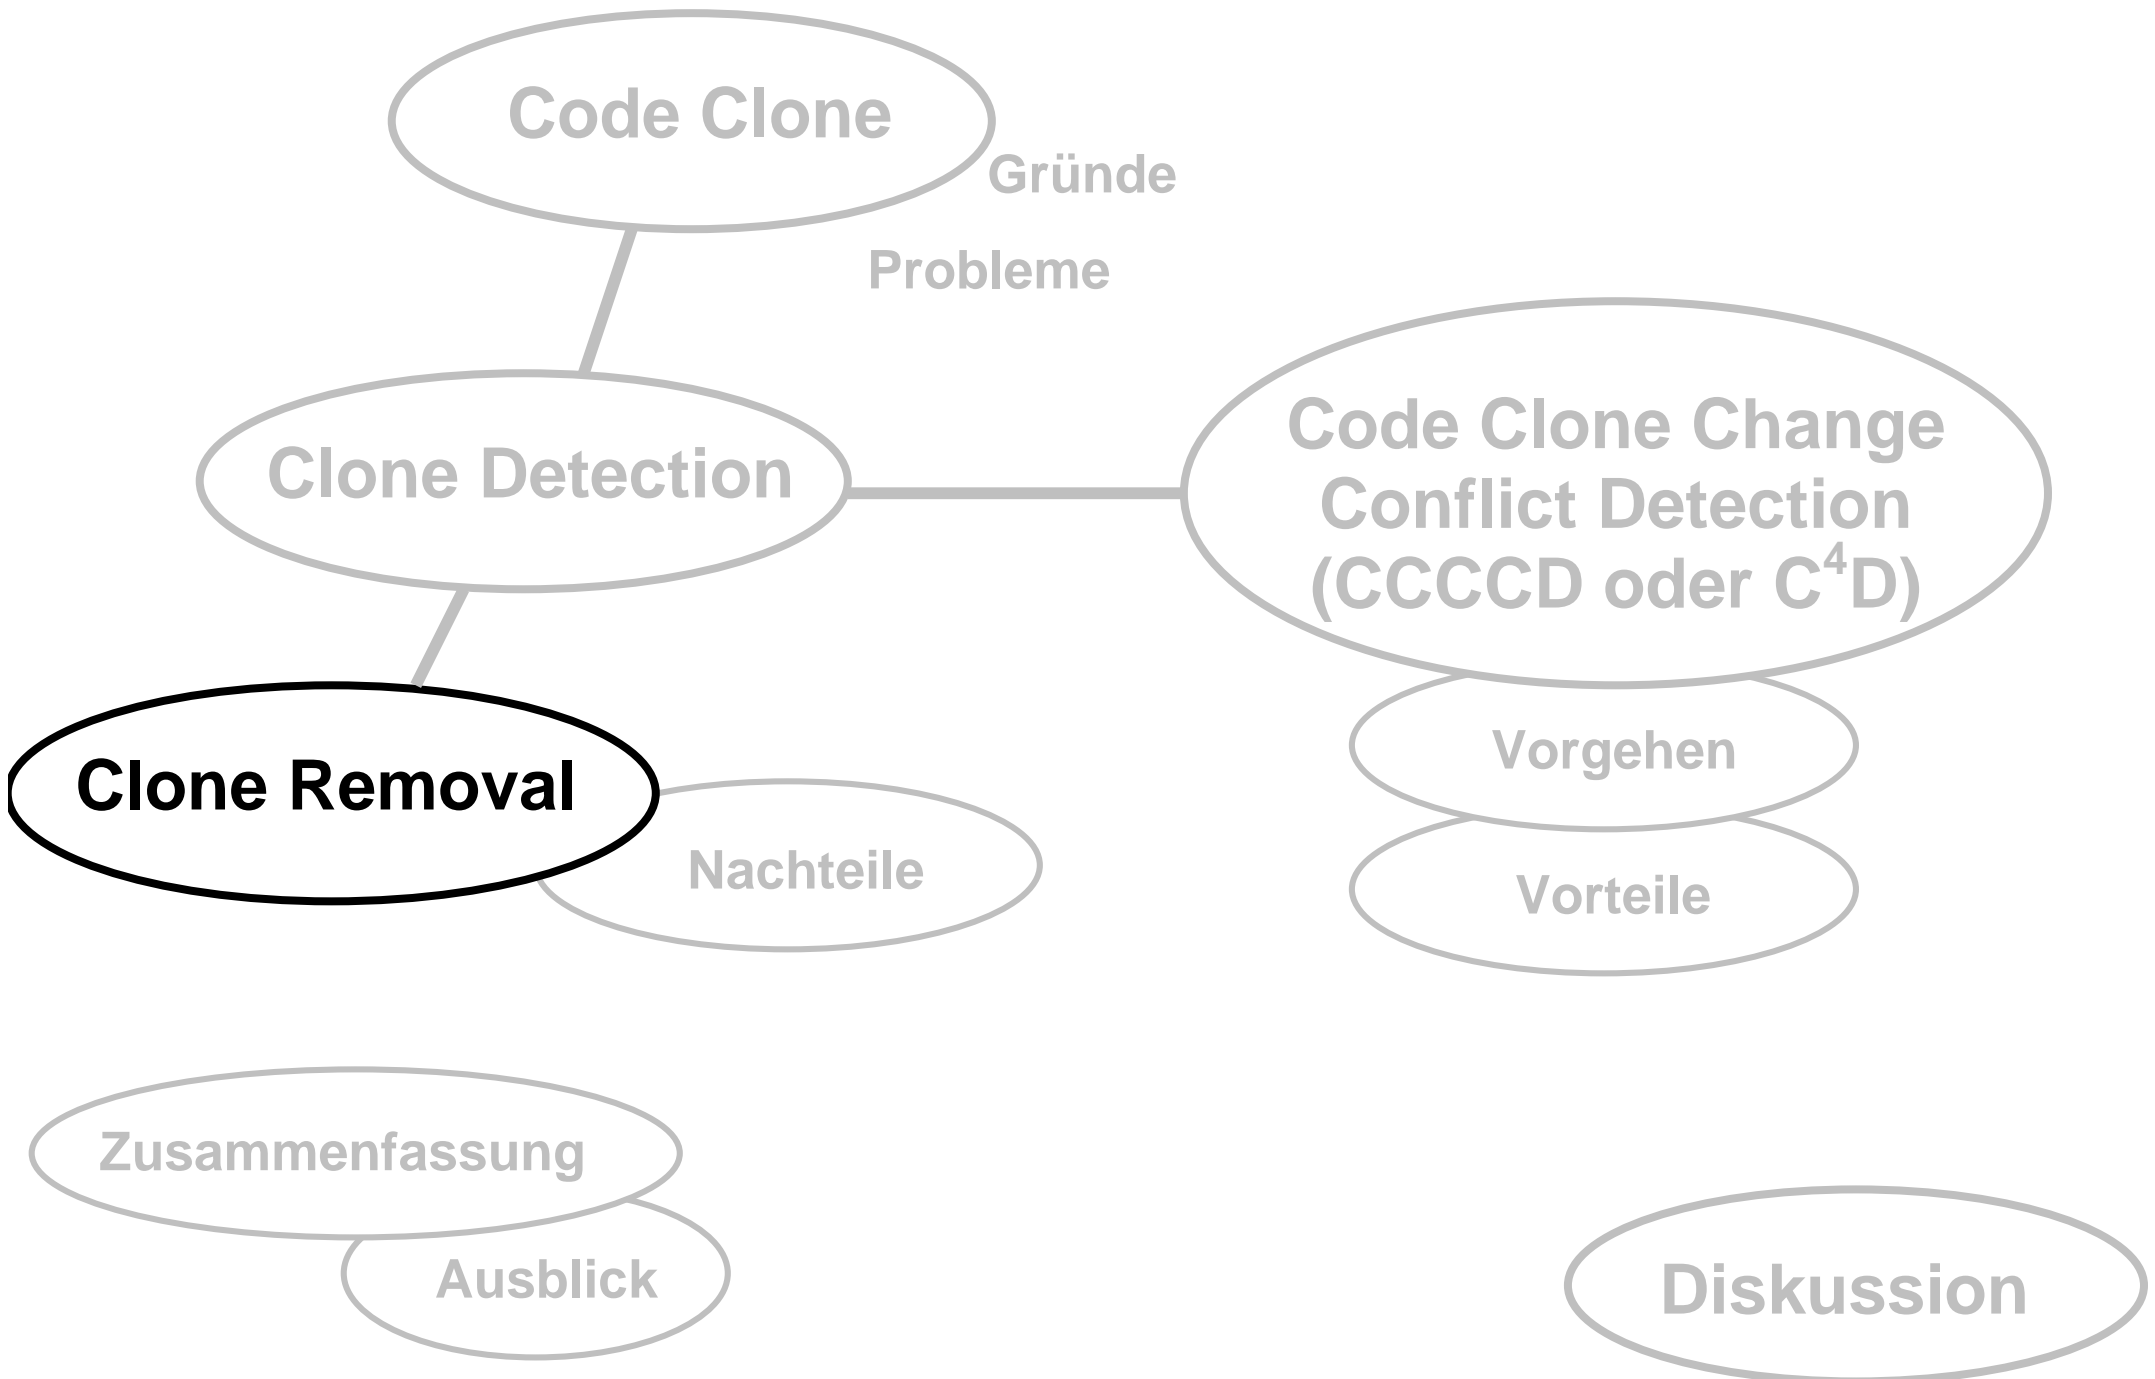 Code Clone
Gründe
Probleme
Clone Detection
Code Clone Change
Conflict Detection
(CCCCD oder C⁴D)
Clone Removal
Nachteile
Vorgehen
Vorteile
Zusammenfassung
Ausblick
Diskussion